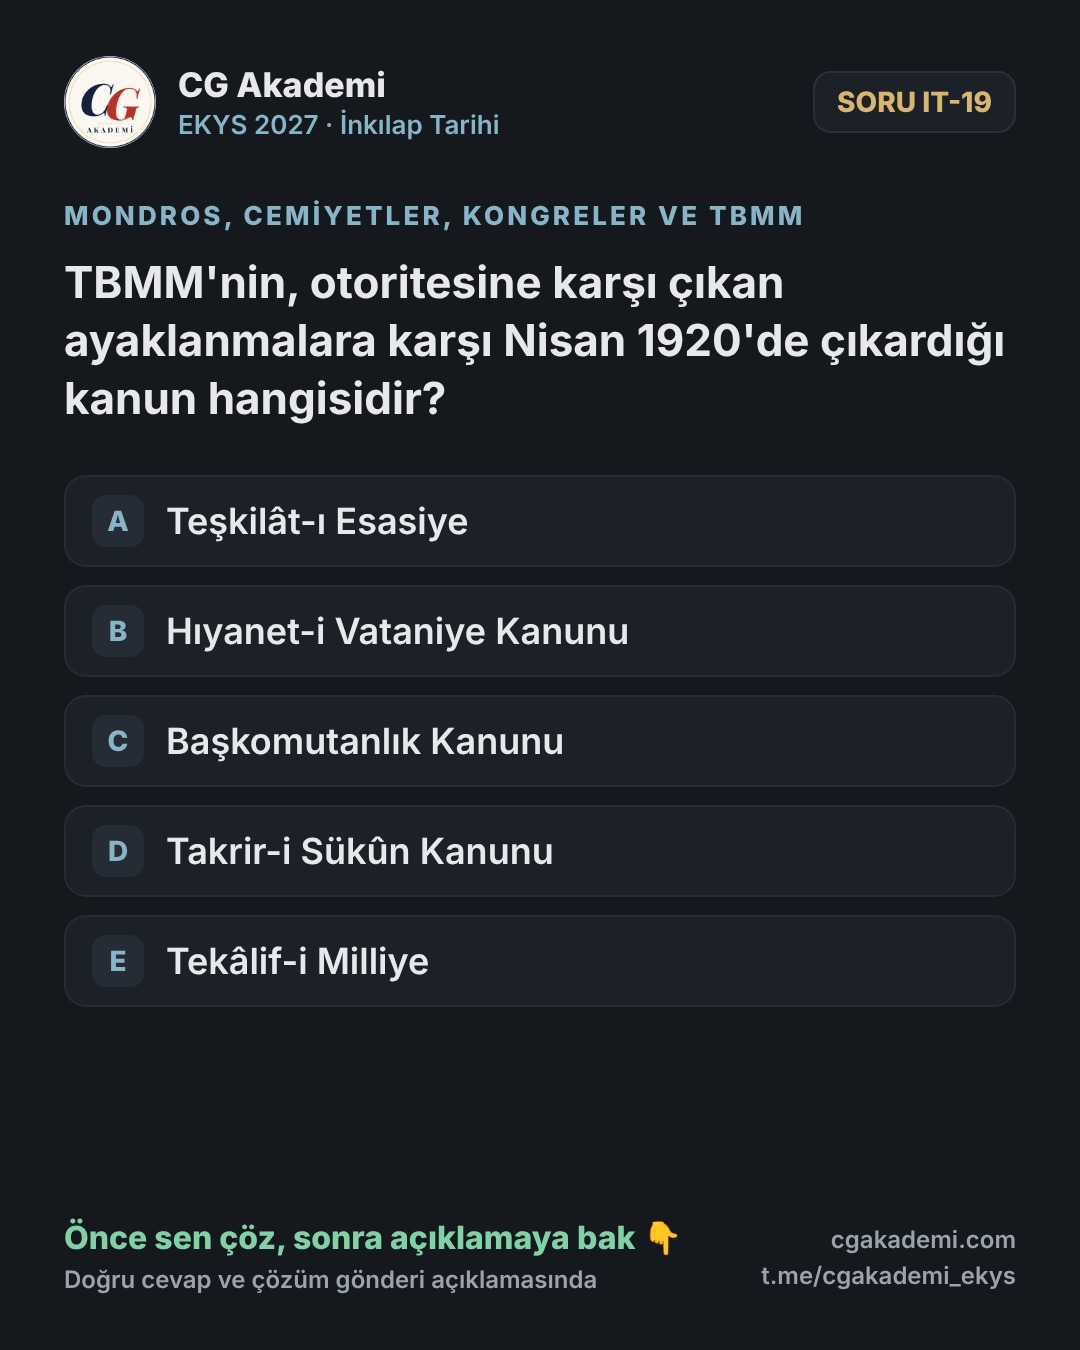 CG
AKADEMİ
CG Akademi
EKYS 2027 · İnkılap Tarihi
SORU IT-19
MONDROS, CEMİYETLER, KONGRELER VE TBMM
TBMM'nin, otoritesine karşı çıkan
ayaklanmalara karşı Nisan 1920'de çıkardığı
kanun hangisidir?
A Teşkilât-ı Esasiye
B Hıyanet-i Vataniye Kanunu
C Başkomutanlık Kanunu
D Takrir-i Sükûn Kanunu
E Tekâlif-i Milliye
Önce sen çöz, sonra açıklamaya bak 👇
Doğru cevap ve çözüm gönderi açıklamasında
cgakademi.com
t.me/cgakademi_ekys